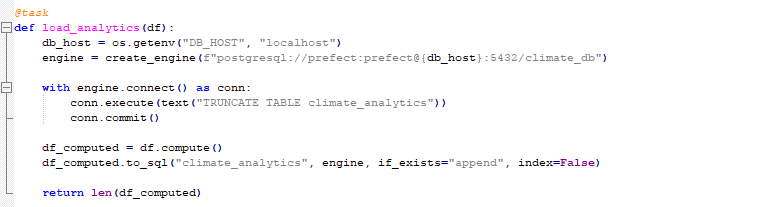 @task
def load_analytics(df):
    db_host = os.getenv("DB_HOST", "localhost")
    engine = create_engine(f"postgresql://prefect:prefect@{db_host}:5432/climate_db")

    with engine.connect() as conn:
        conn.execute(text("TRUNCATE TABLE climate_analytics"))
        conn.commit()

    df_computed = df.compute()
    df_computed.to_sql("climate_analytics", engine, if_exists="append", index=False)

    return len(df_computed)